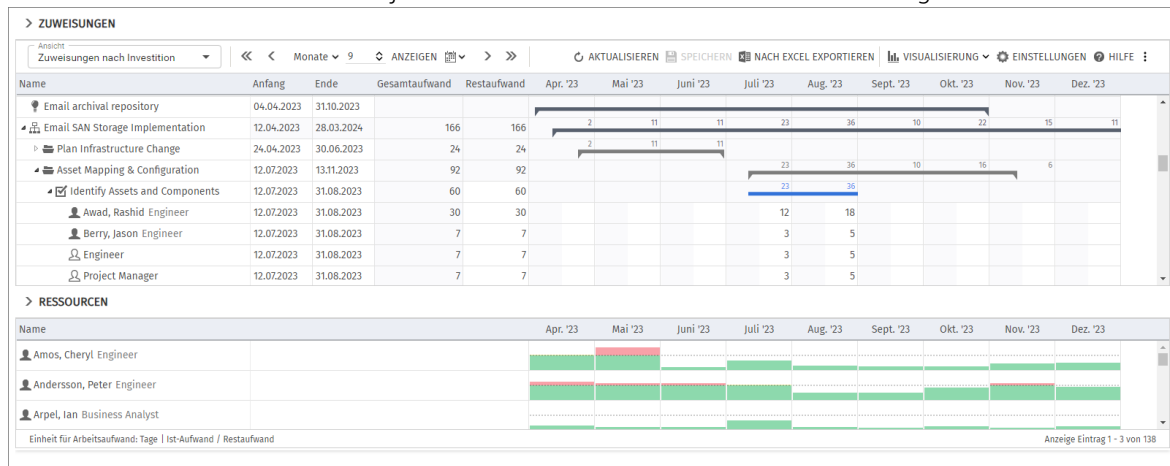 ZUWEISUNGEN
Ansicht
Zuweisungen nach Investition Monate 9 ANZEIGEN AKTUALISIEREN SPEICHERN NACH EXCEL EXPORTIEREN VISUALISIERUNG EINSTELLUNGEN HILFE
Name Anfang Ende Gesamtaufwand Restaufwand Apr. '23 Mai '23 Juni '23 Juli '23 Aug. '23 Sept. '23 Okt. '23 Nov. '23 Dez. '23
Email archival repository 04.04.2023 31.10.2023
Email SAN Storage Implementation 12.04.2023 28.03.2024 166 166 2 11 11 23 36 10 22 15 11
Plan Infrastructure Change 24.04.2023 30.06.2023 24 24 2 11 11
Asset Mapping & Configuration 12.07.2023 13.11.2023 92 92 23 36 10 16 6
Identify Assets and Components 12.07.2023 31.08.2023 60 60 23 36
Awad, Rashid Engineer 12.07.2023 31.08.2023 30 30 12 18
Berry, Jason Engineer 12.07.2023 31.08.2023 7 7 3 5
Engineer 12.07.2023 31.08.2023 7 7 3 5
Project Manager 12.07.2023 31.08.2023 7 7 3 5
RESSOURCEN
Name Apr. '23 Mai '23 Juni '23 Juli '23 Aug. '23 Sept. '23 Okt. '23 Nov. '23 Dez. '23
Amos, Cheryl Engineer
Andersson, Peter Engineer
Arpel, Ian Business Analyst
Einheit für Arbeitsaufwand: Tage | Ist-Aufwand / Restaufwand Anzeige Eintrag 1 - 3 von 138